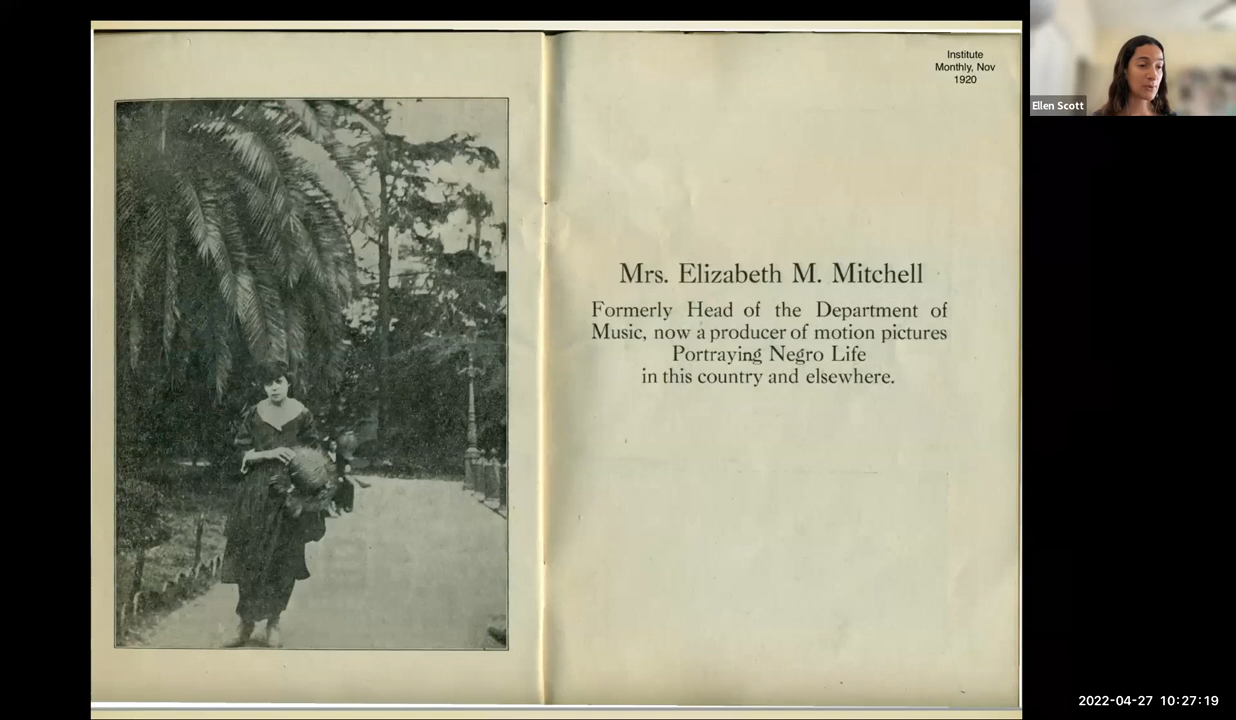 Institute
Monthly, Nov
1920
Mrs. Elizabeth M. Mitchell
Formerly Head of the Department of
Music, now a producer of motion pictures
Portraying Negro Life
in this country and elsewhere.
Ellen Scott
2022-04-27 10:27:19